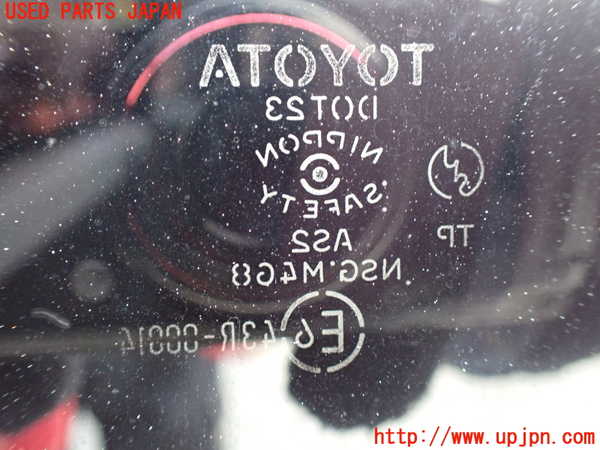 USED PARTS JAPAN
TOYOTA
DOT23
NIPPON
SAFETY
TP
AS2
NSG.M4G8
E6 43R-00014
http://www.upjpn.com/